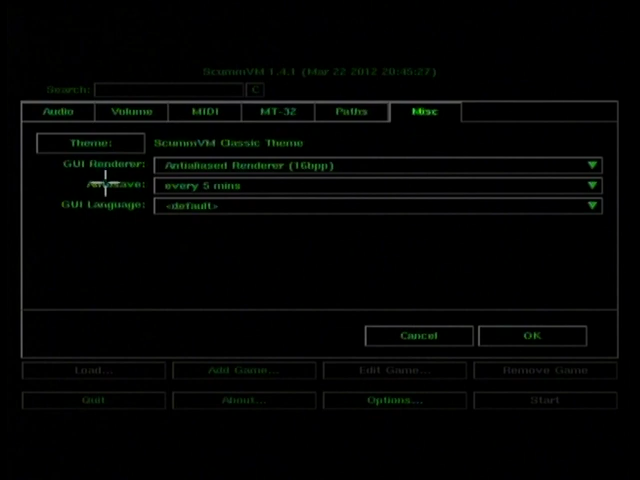 ScummVM 1.4.1 (Mar 22 2012 20:45:27)
Search: C
Audio Volume MIDI MT-32 Paths Misc
Theme: ScummVM Classic Theme
GUI Renderer: Antialiased Renderer (16bpp)
Autosave: every 5 mins
GUI Language: <default>
Cancel OK
Load... Add Game... Edit Game... Remove Game
Quit About... Options... Start